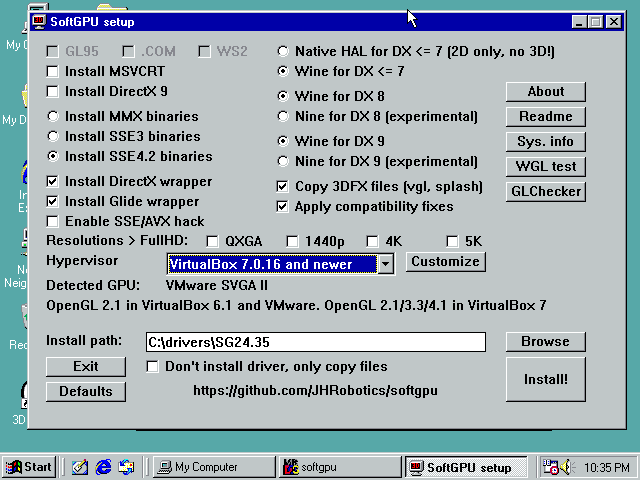 SoftGPU setup
GL95 .COM WS2
Native HAL for DX <= 7 (2D only, no 3D!)
Install MSVCRT
Wine for DX <= 7
Install DirectX 9
Wine for DX 8
About
Install MMX binaries
Nine for DX 8 (experimental)
Readme
Install SSE3 binaries
Wine for DX 9
Sys. info
Install SSE4.2 binaries
Nine for DX 9 (experimental)
WGL test
Install DirectX wrapper
Copy 3DFX files (vgl, splash)
GLChecker
Install Glide wrapper
Apply compatibility fixes
Enable SSE/AVX hack
Resolutions > FullHD: QXGA 1440p 4K 5K
Hypervisor VirtualBox 7.0.16 and newer Customize
Detected GPU: VMware SVGA II
OpenGL 2.1 in VirtualBox 6.1 and VMware. OpenGL 2.1/3.3/4.1 in VirtualBox 7
Install path: C:\drivers\SG24.35 Browse
Exit
Don't install driver, only copy files
Install!
Defaults
https://github.com/JHRobotics/softgpu
My
My D
In
E
Ne
Neig
Rec
3D
Start My Computer softgpu SoftGPU setup 10:35 PM